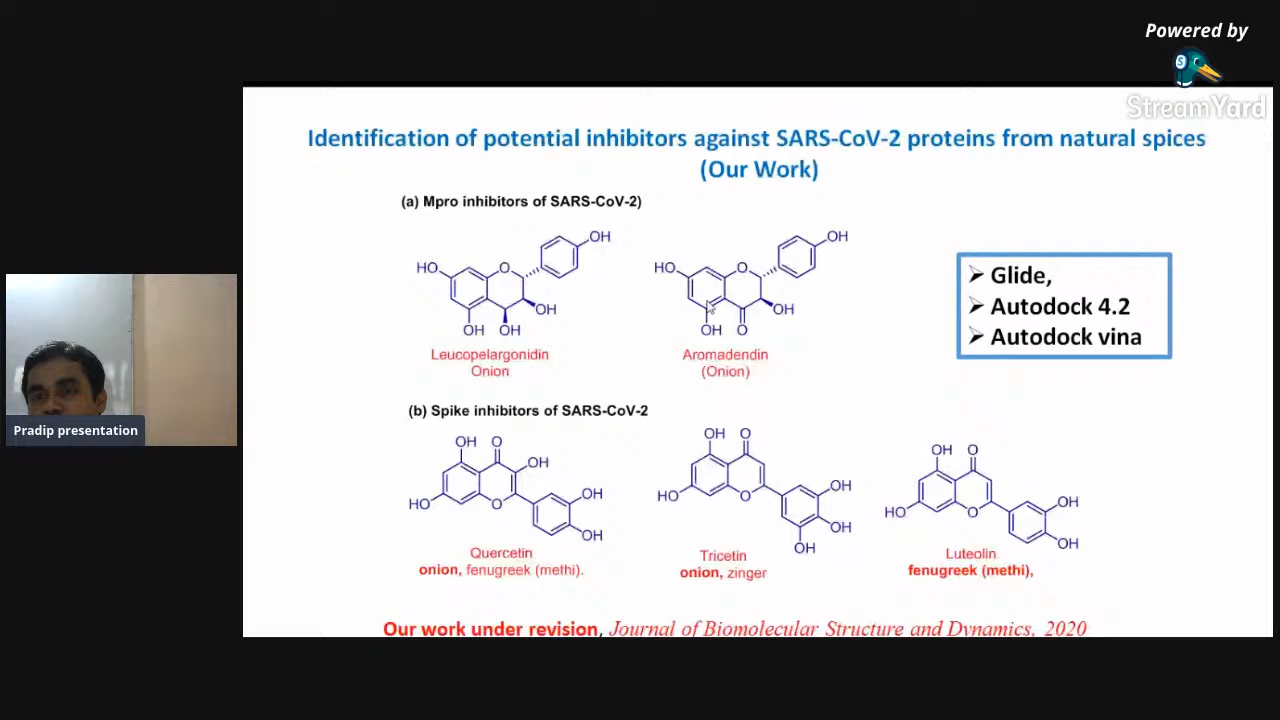 Powered by
StreamYard
Identification of potential inhibitors against SARS-CoV-2 proteins from natural spices
(Our Work)
(a) Mpro inhibitors of SARS-CoV-2)
OH
HO
O
OH
OH
OH
Leucopelargonidin
Onion
OH
HO
O
OH
OH
O
Aromadendin
(Onion)
➢ Glide,
➢ Autodock 4.2
➢ Autodock vina
(b) Spike inhibitors of SARS-CoV-2
OH
O
OH
HO
O
OH
OH
Quercetin
onion, fenugreek (methi).
OH
O
HO
O
OH
OH
OH
Tricetin
onion, zinger
OH
O
HO
O
OH
OH
Luteolin
fenugreek (methi),
Our work under revision, Journal of Biomolecular Structure and Dynamics, 2020
Pradip presentation